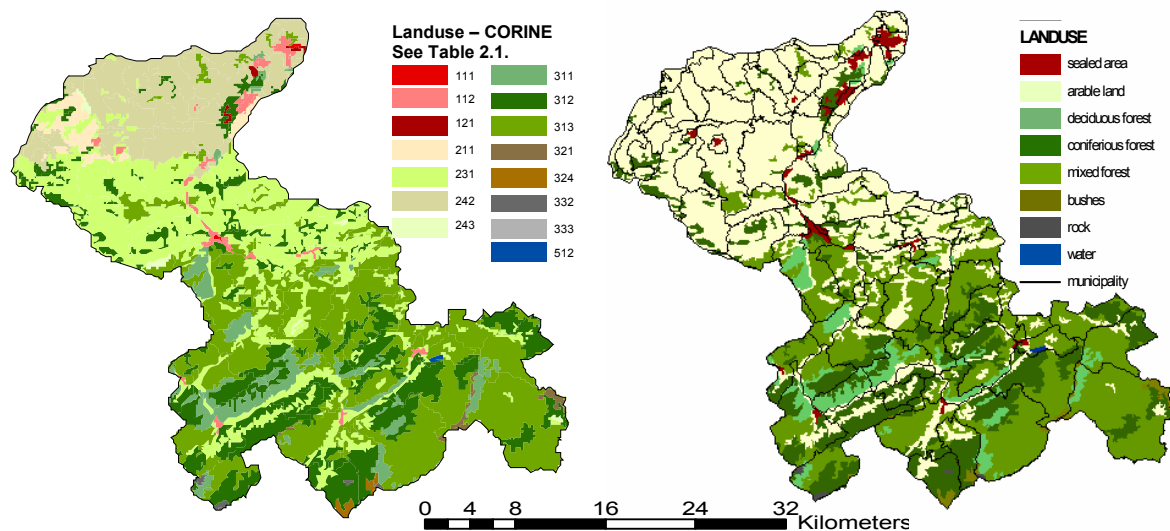 Landuse – CORINE
See Table 2.1.
111
112
121
211
231
242
243
311
312
313
321
324
332
333
512
LANDUSE
sealed area
arable land
deciduous forest
coniferious forest
mixed forest
bushes
rock
water
municipality
0 2 4 8 16 24 32
Kilometers